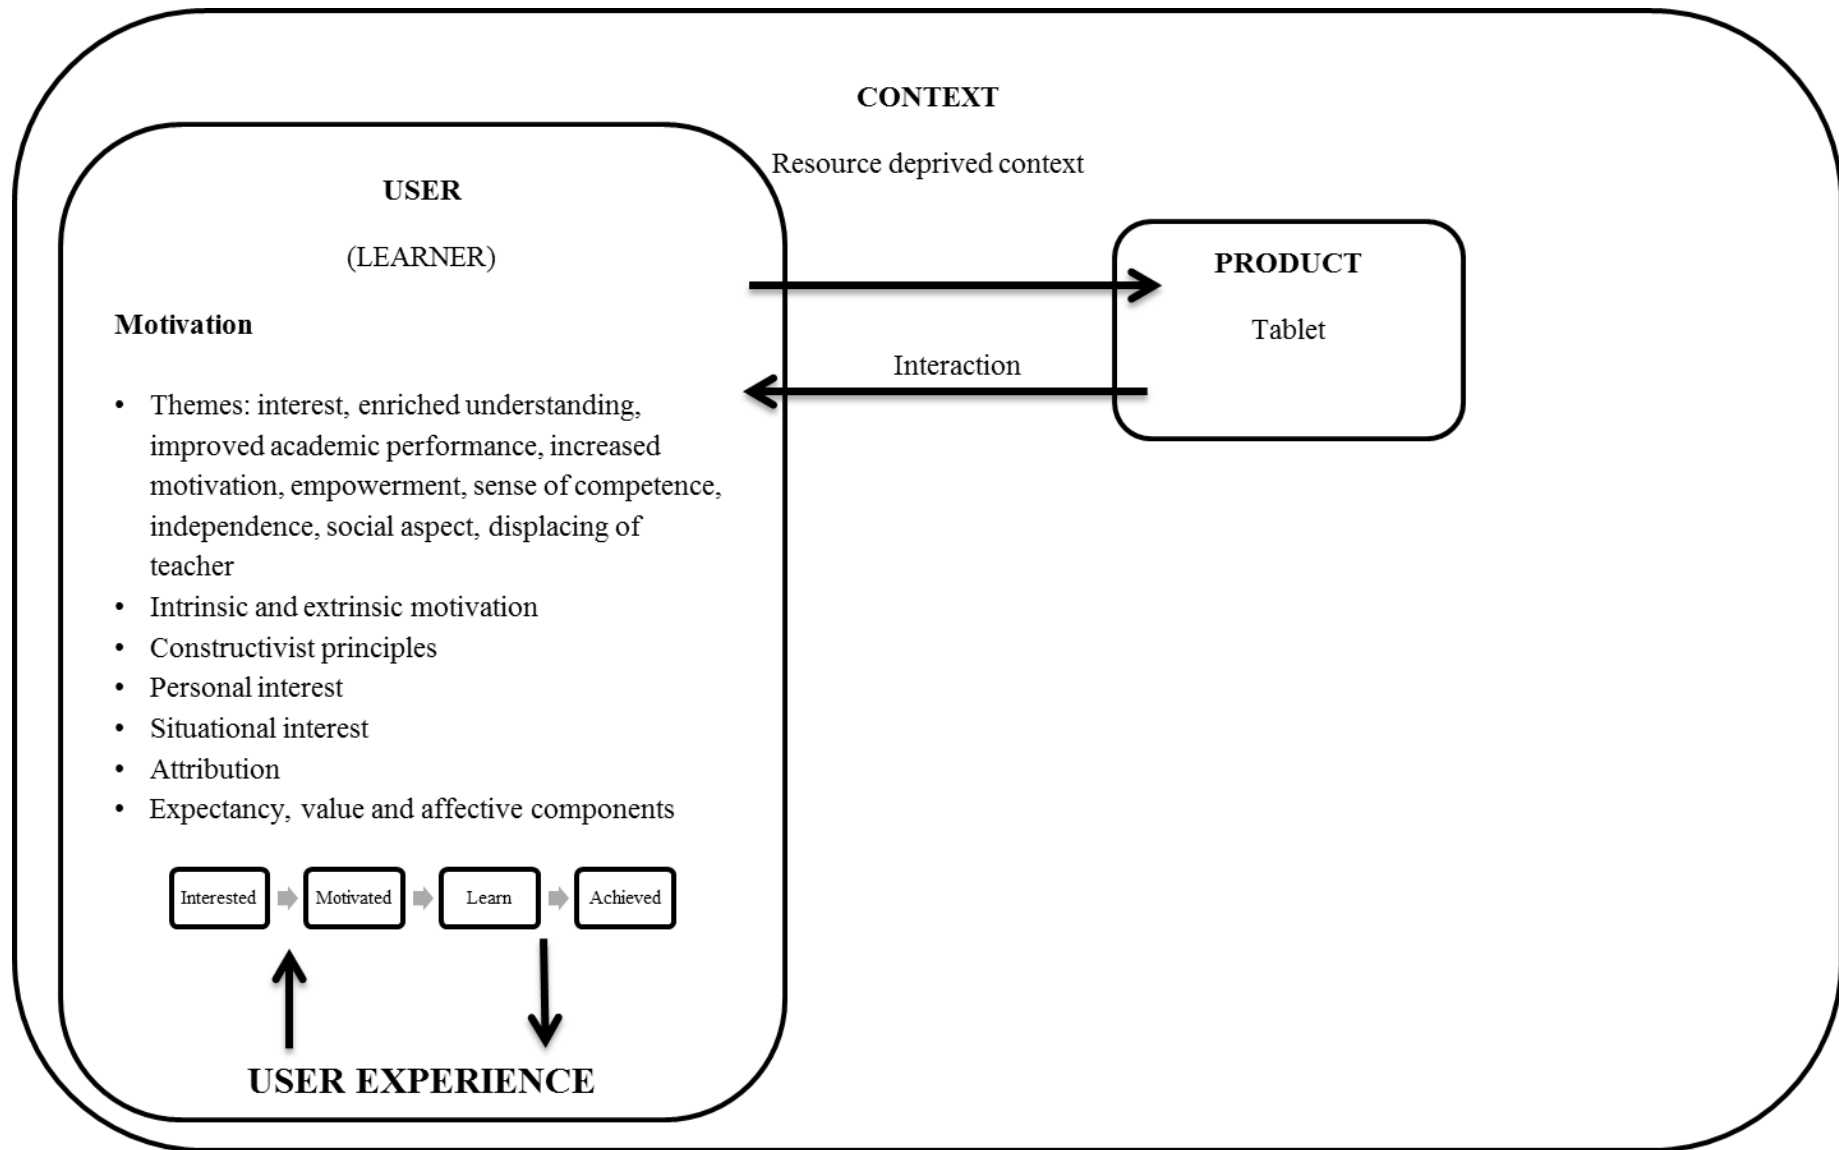 CONTEXT
Resource deprived context
USER
(LEARNER)
Motivation
• Themes: interest, enriched understanding,
improved academic performance, increased
motivation, empowerment, sense of competence,
independence, social aspect, displacing of
teacher
• Intrinsic and extrinsic motivation
• Constructivist principles
• Personal interest
• Situational interest
• Attribution
• Expectancy, value and affective components
Interested
Motivated
Learn
Achieved
USER EXPERIENCE
Interaction
PRODUCT
Tablet